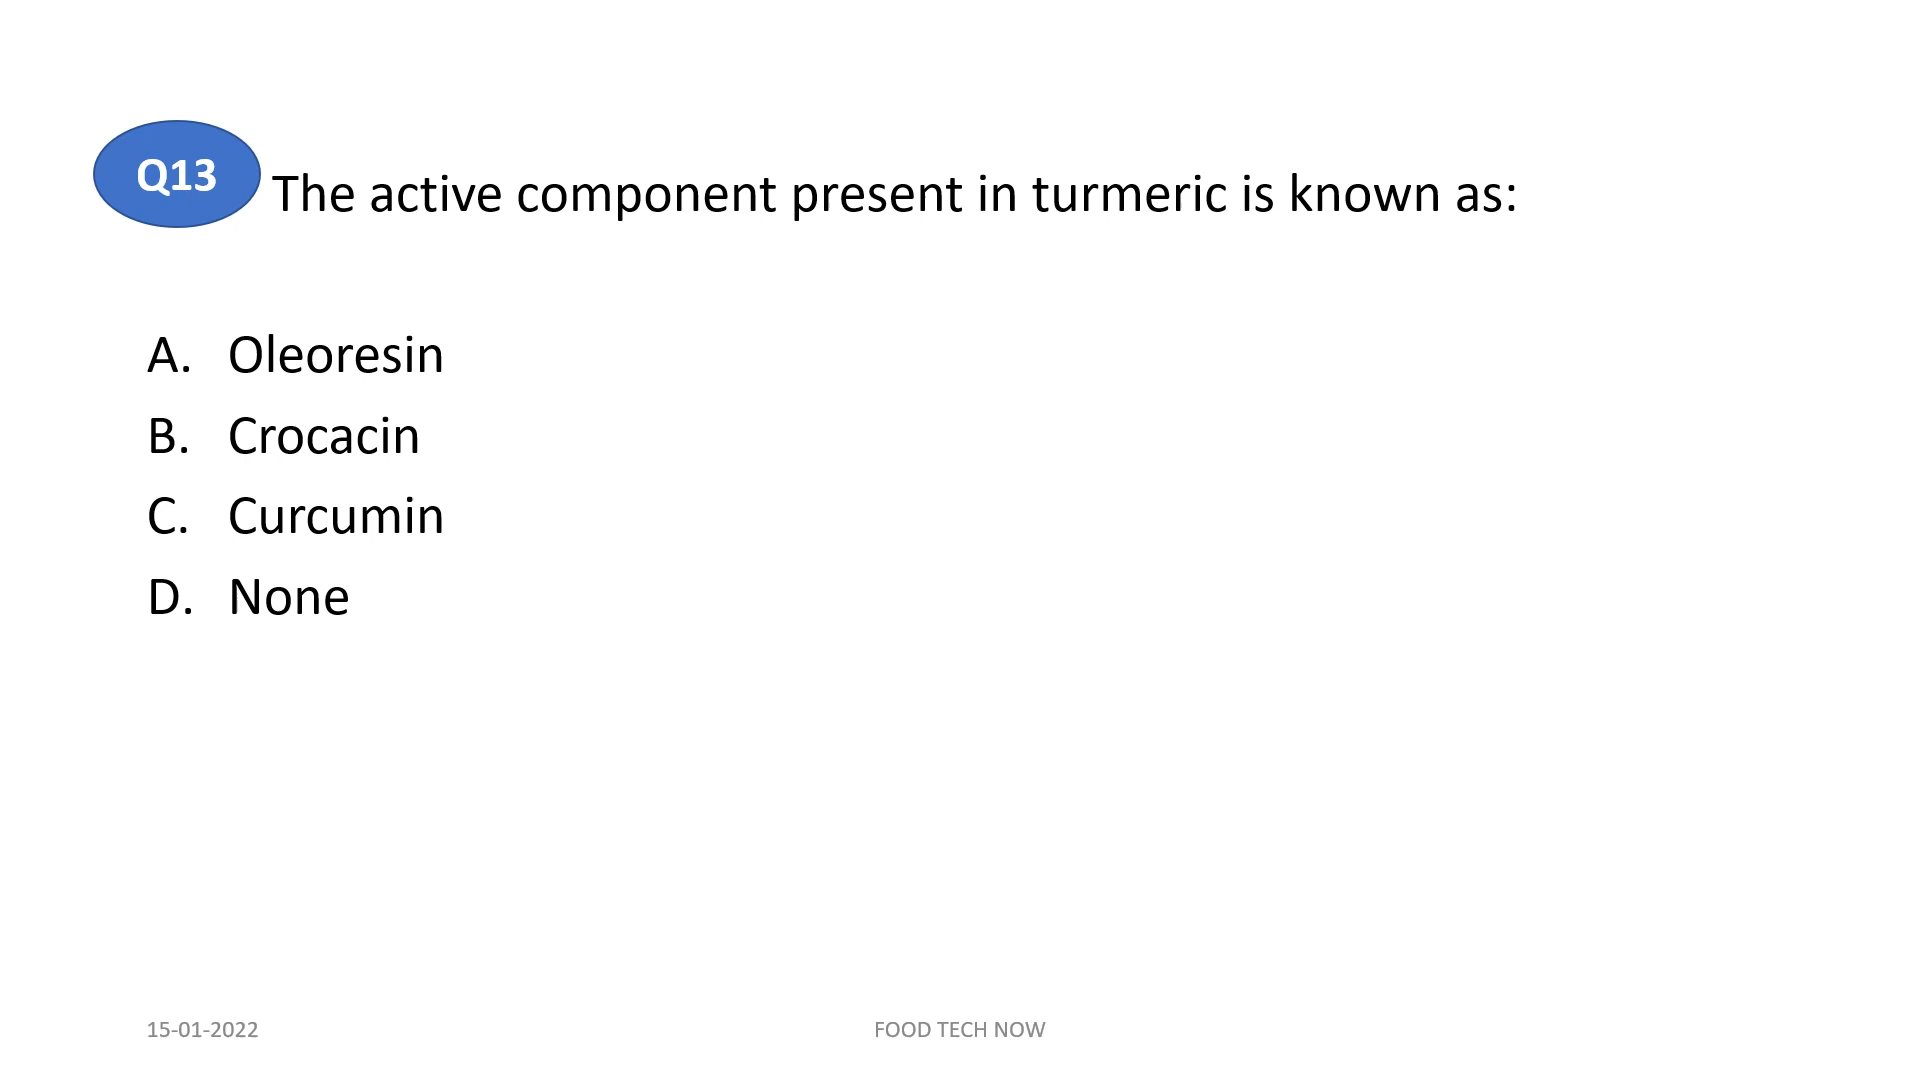 Q13
The active component present in turmeric is known as:
A. Oleoresin
B. Crocacin
C. Curcumin
D. None
15-01-2022
FOOD TECH NOW